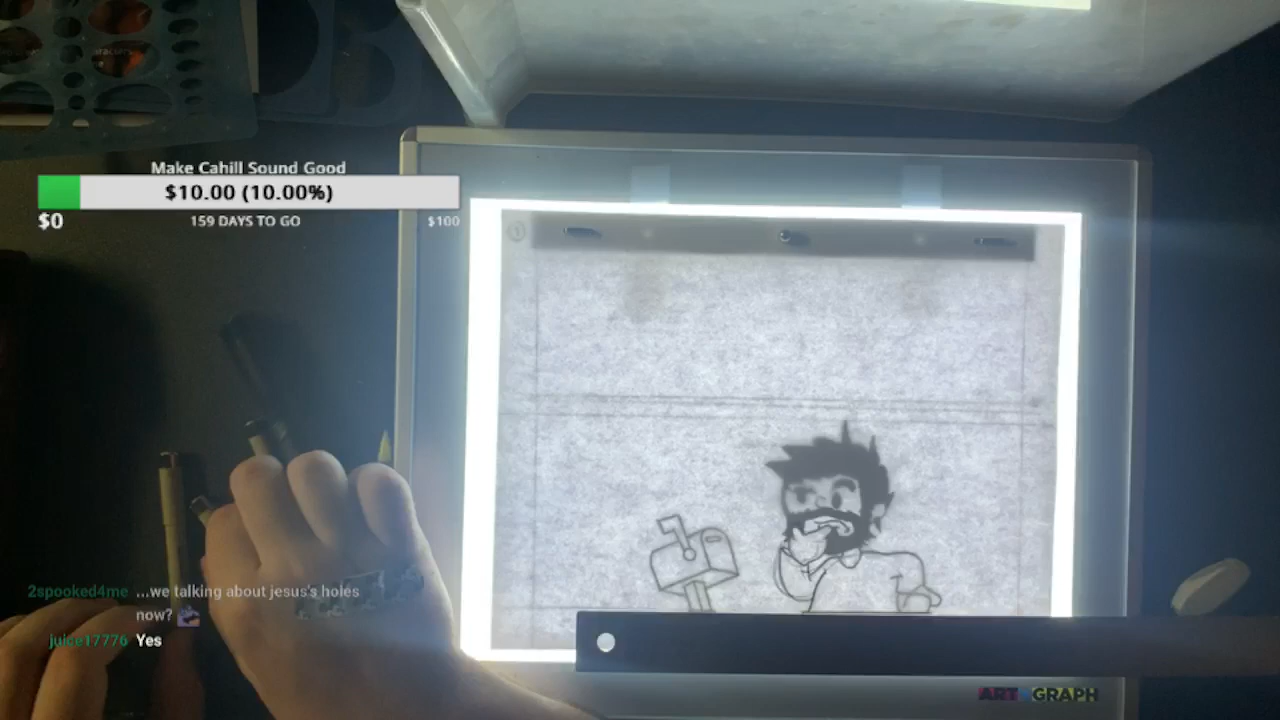 Make Cahill Sound Good
$10.00 (10.00%)
$0 159 DAYS TO GO $100
2spooked4me ...we talking about jesus's holes
now?
juice17776 Yes